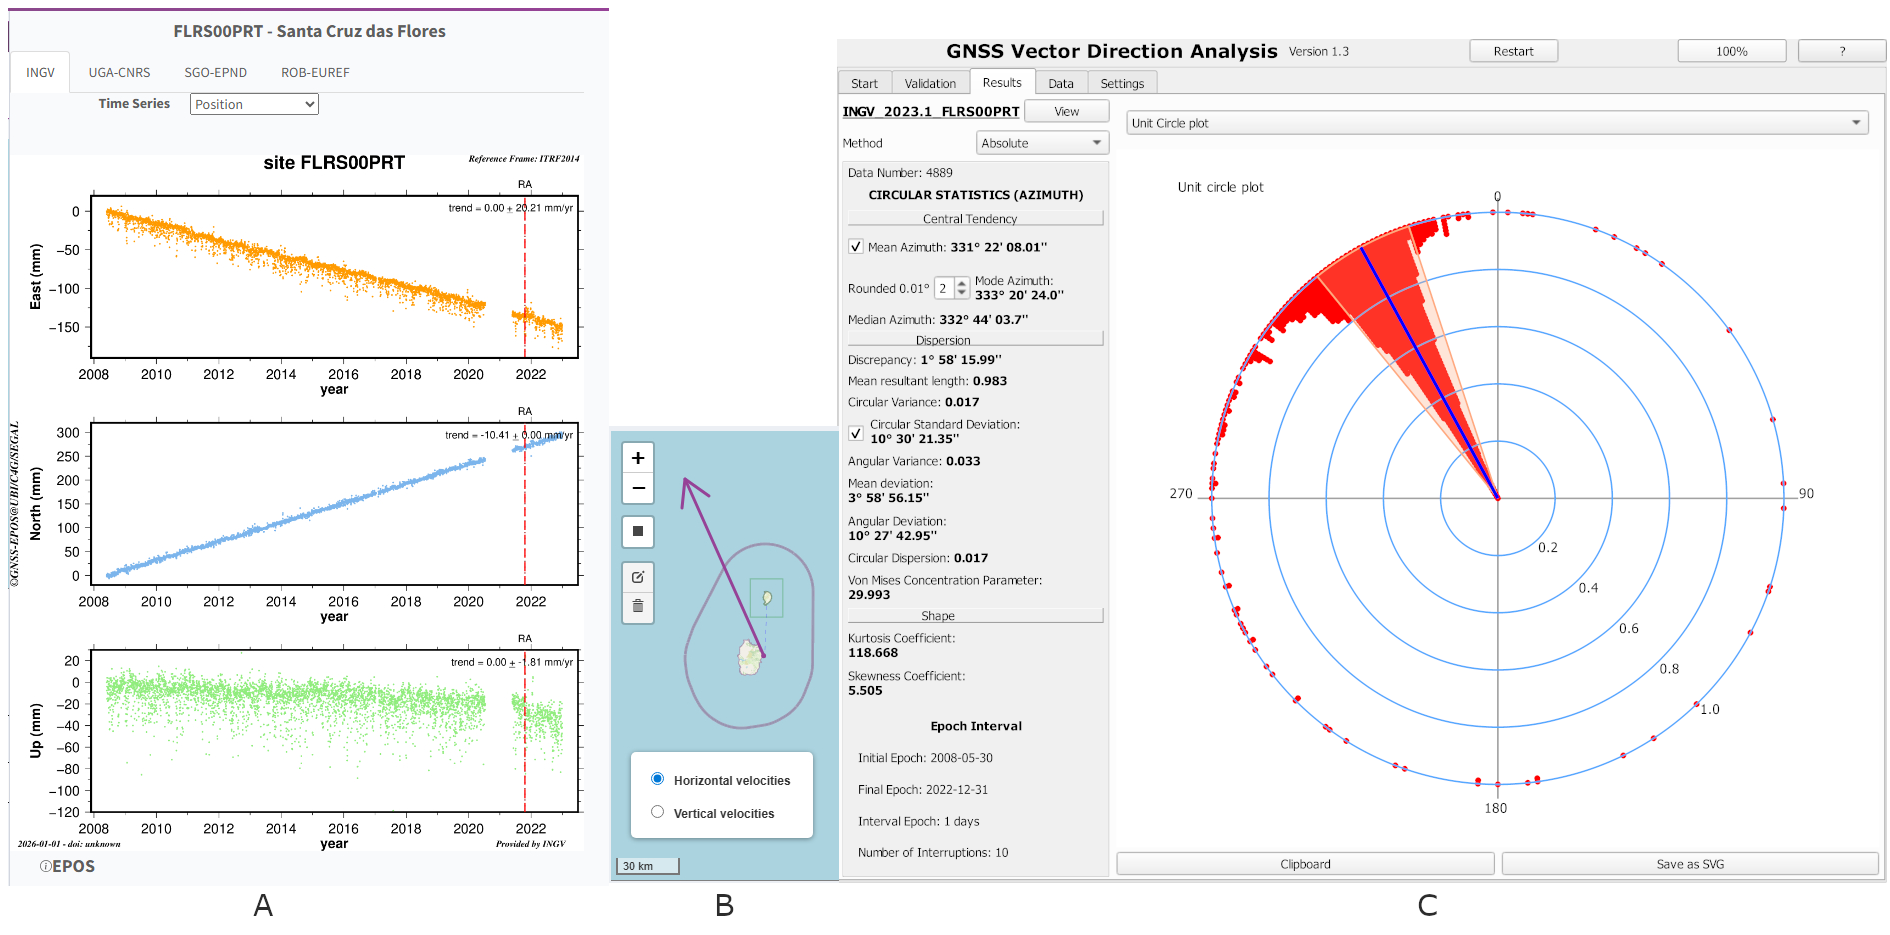 FLRS00PRT - Santa Cruz das Flores
INGV UGA-CNRS SGO-EPND ROB-EUREF
Time Series Position
site FLRS00PRT Reference Frame: ITRF2014
RA
trend = 0.00 ± 20.21 mm/yr
East (mm)
0
−50
−100
−150
2008 2010 2012 2014 2016 2018 2020 2022
year
RA
trend = -10.41 ± 0.00 mm/yr
North (mm)
300
250
200
150
100
50
0
2008 2010 2012 2014 2016 2018 2020 2022
year
RA
trend = 0.00 ± -1.81 mm/yr
Up (mm)
20
0
−20
−40
−60
−80
−100
−120
2008 2010 2012 2014 2016 2018 2020 2022
year
2026-01-01 - doi: unknown Provided by INGV
©GNSS-EPOS@UBI/C4G/SEGAL
EPOS
A
+
−
Horizontal velocities
Vertical velocities
30 km
B
GNSS Vector Direction Analysis Version 1.3 Restart 100% ?
Start Validation Results Data Settings
INGV_2023.1_FLRS00PRT View
Method Absolute
Data Number: 4889
CIRCULAR STATISTICS (AZIMUTH)
Central Tendency
Mean Azimuth: 331° 22' 08.01''
Rounded 0.01° 2 Mode Azimuth:
333° 20' 24.0''
Median Azimuth: 332° 44' 03.7''
Dispersion
Discrepancy: 1° 58' 15.99''
Mean resultant length: 0.983
Circular Variance: 0.017
Circular Standard Deviation:
10° 30' 21.35''
Angular Variance: 0.033
Mean deviation:
3° 58' 56.15''
Angular Deviation:
10° 27' 42.95''
Circular Dispersion: 0.017
Von Mises Concentration Parameter:
29.993
Shape
Kurtosis Coefficient:
118.668
Skewness Coefficient:
5.505
Epoch Interval
Initial Epoch: 2008-05-30
Final Epoch: 2022-12-31
Interval Epoch: 1 days
Number of Interruptions: 10
Unit Circle plot
Unit circle plot
0
270
90
0.2
0.4
0.6
0.8
1.0
180
Clipboard Save as SVG
C